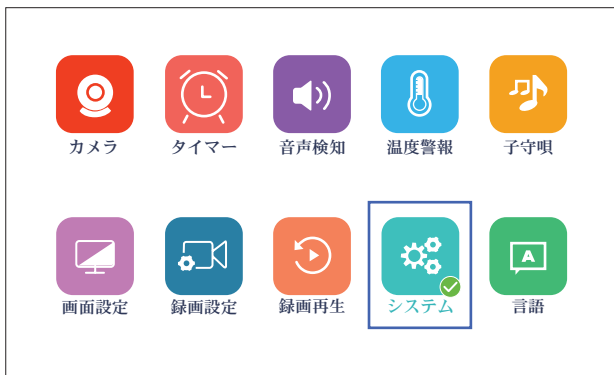 カメラ タイマー 音声検知 温度警報 子守唄
A
画面設定 録画設定 録画再生 システム 言語